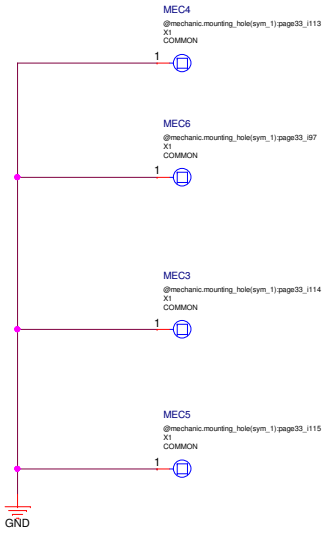 MEC4
@mechanic.mounting_hole(sym_1):page33_i113
X1
COMMON
1
MEC6
@mechanic.mounting_hole(sym_1):page33_i97
X1
COMMON
1
MEC3
@mechanic.mounting_hole(sym_1):page33_i114
X1
COMMON
1
MEC5
@mechanic.mounting_hole(sym_1):page33_i115
X1
COMMON
1
GND